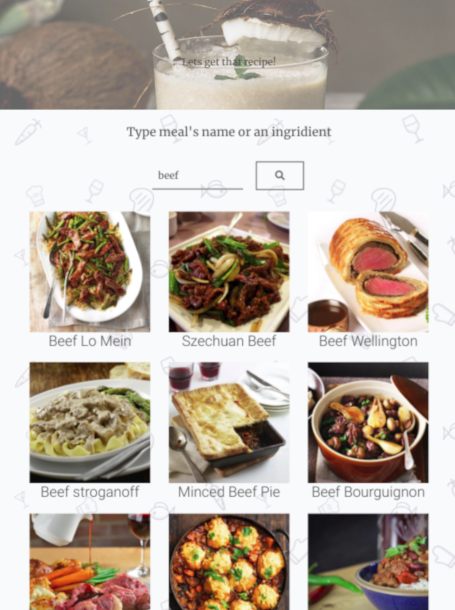 Lets get that recipe!
Type meal's name or an ingridient
beef
Beef Lo Mein
Szechuan Beef
Beef Wellington
Beef stroganoff
Minced Beef Pie
Beef Bourguignon